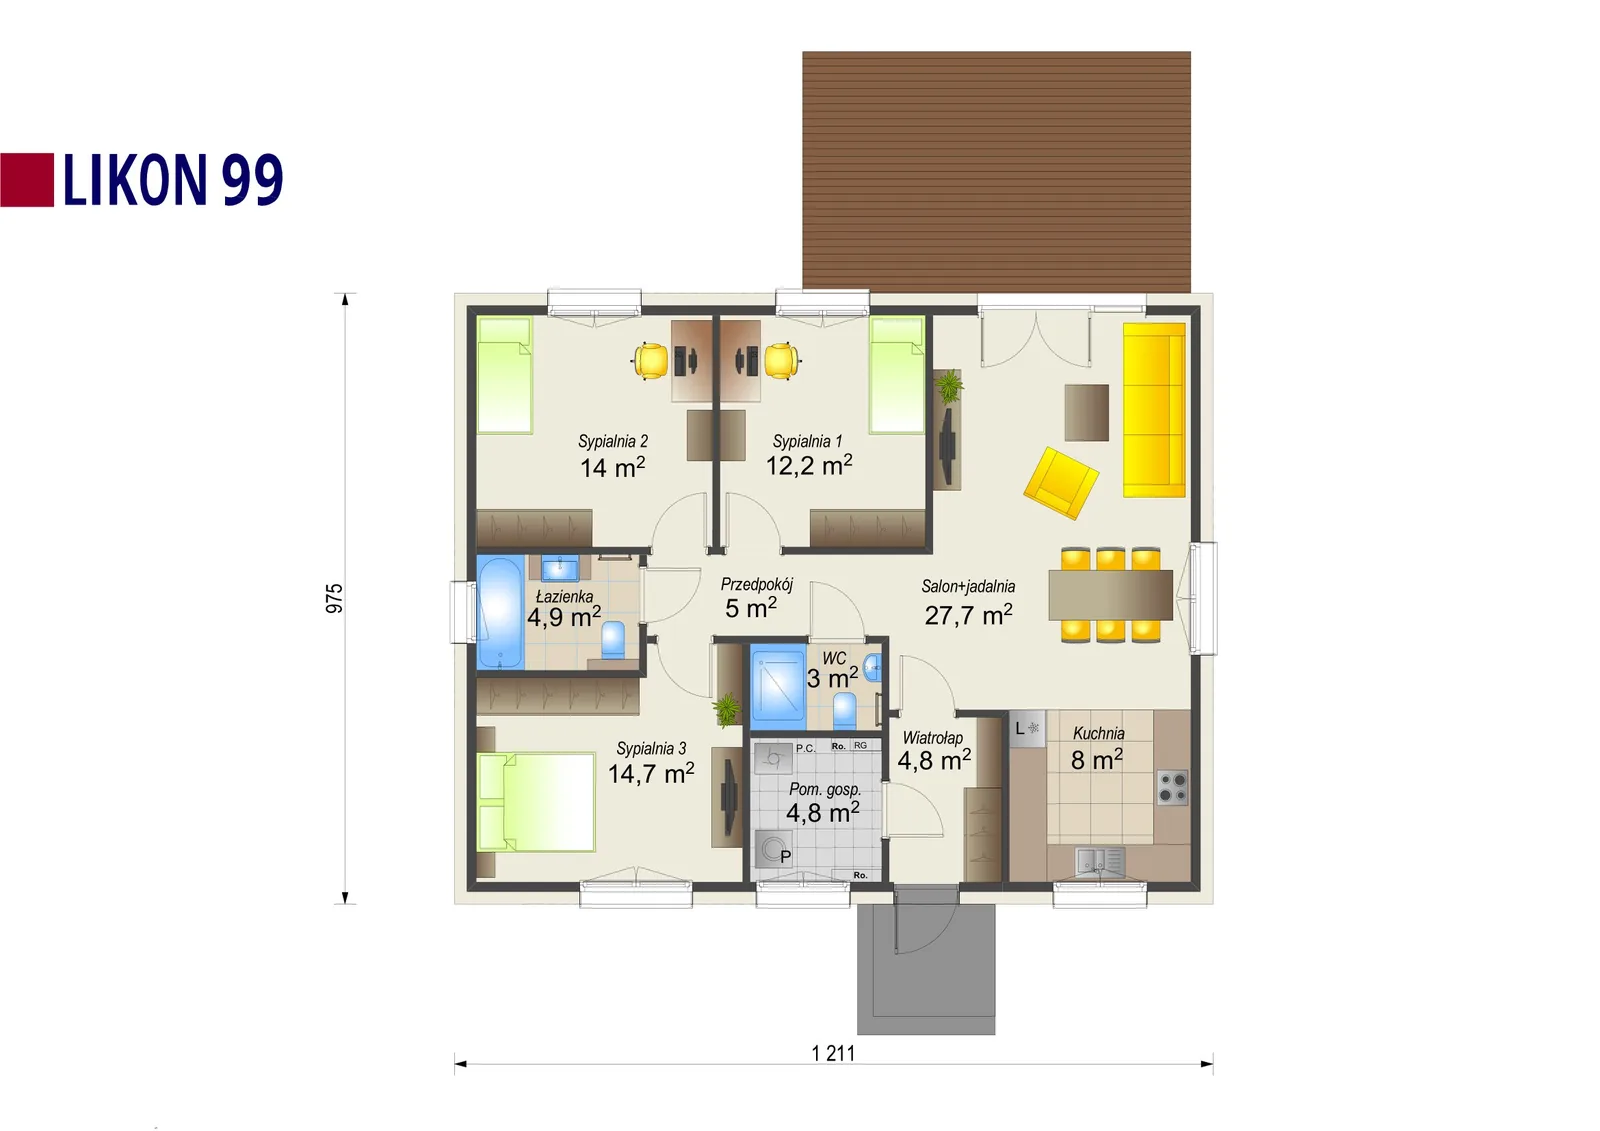 LIKON 99
Sypialnia 2
14 m²
Sypialnia 1
12,2 m²
Łazienka
4,9 m²
Przedpokój
5 m²
Salon+jadalnia
27,7 m²
975
WC
3 m²
Sypialnia 3
14,7 m²
P.C.
Ro.
RG
Pom. gosp.
4,8 m²
P
Ro.
Wiatrołap
4,8 m²
L
Kuchnia
8 m²
1 211